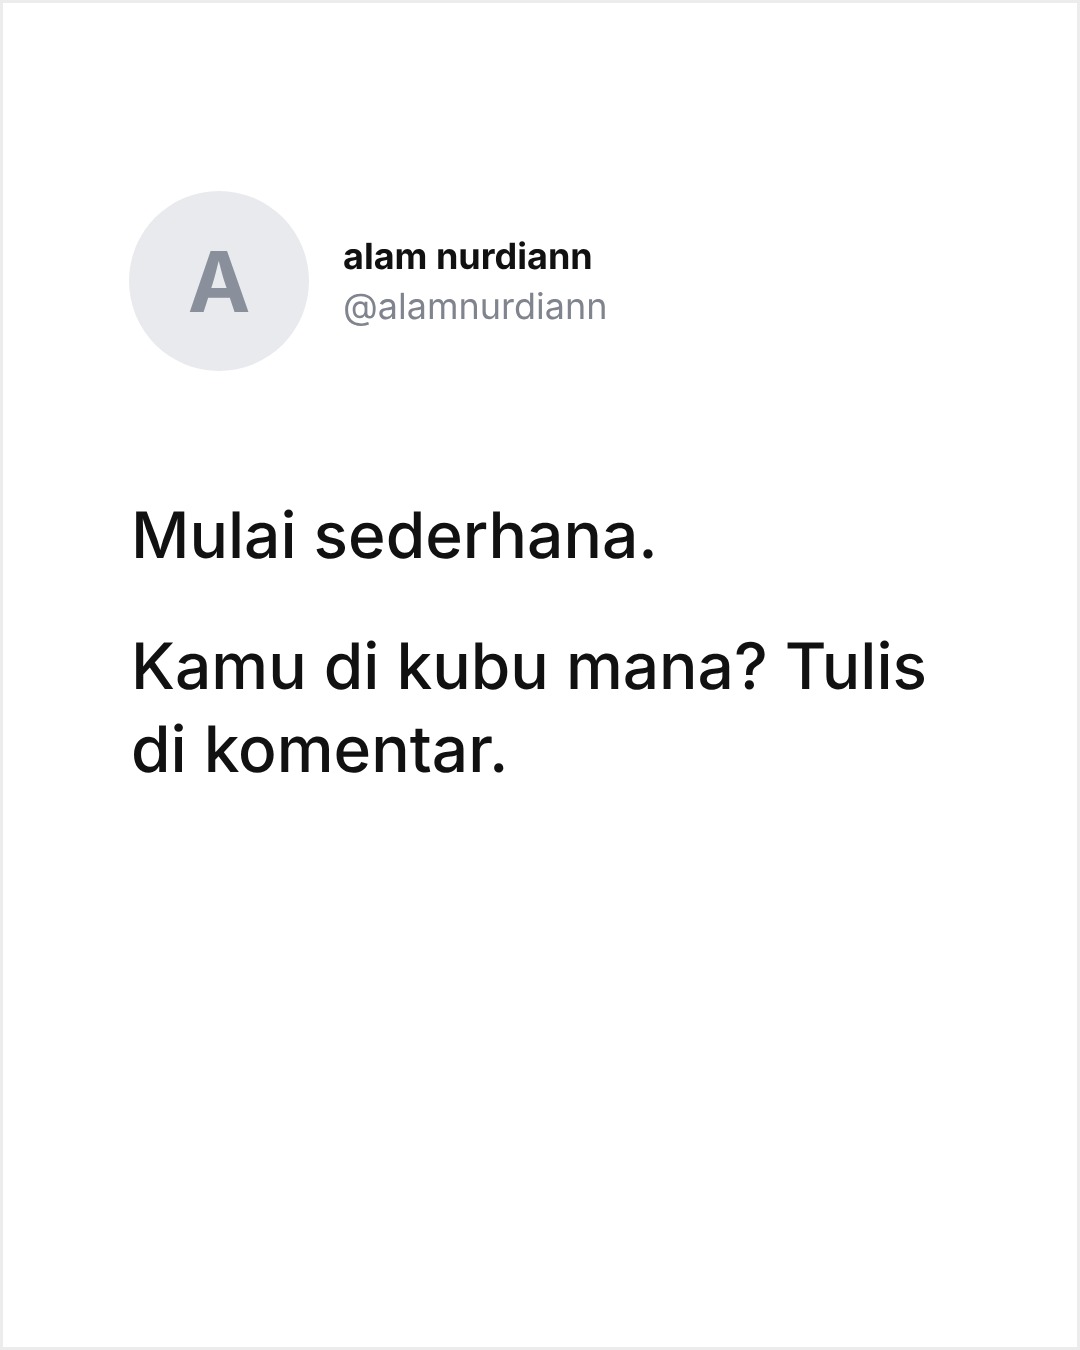 A
alam nurdiann
@alamnurdiann
Mulai sederhana.
Kamu di kubu mana? Tulis
di komentar.